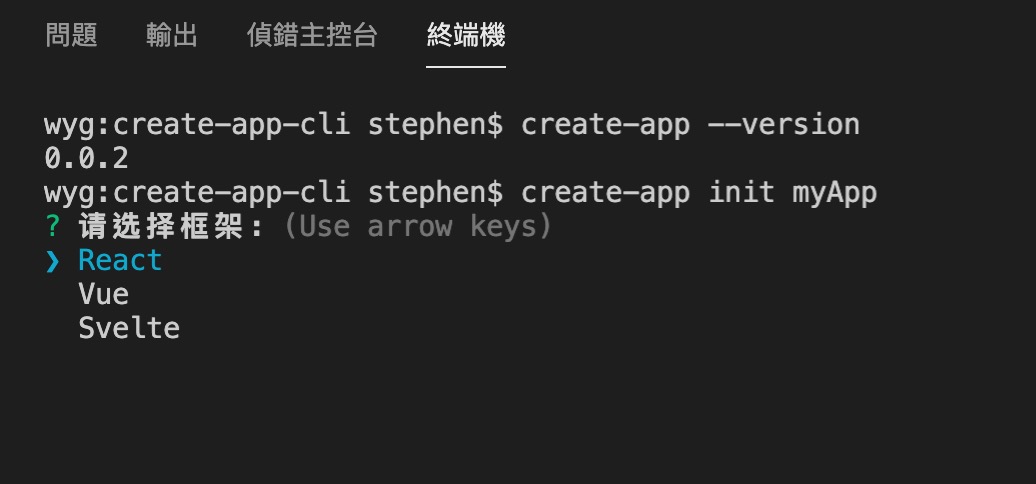 問題 輸出 偵錯主控台 終端機
wyg:create-app-cli stephen$ create-app --version
0.0.2
wyg:create-app-cli stephen$ create-app init myApp
? 请选择框架: (Use arrow keys)
❯ React
Vue
Svelte